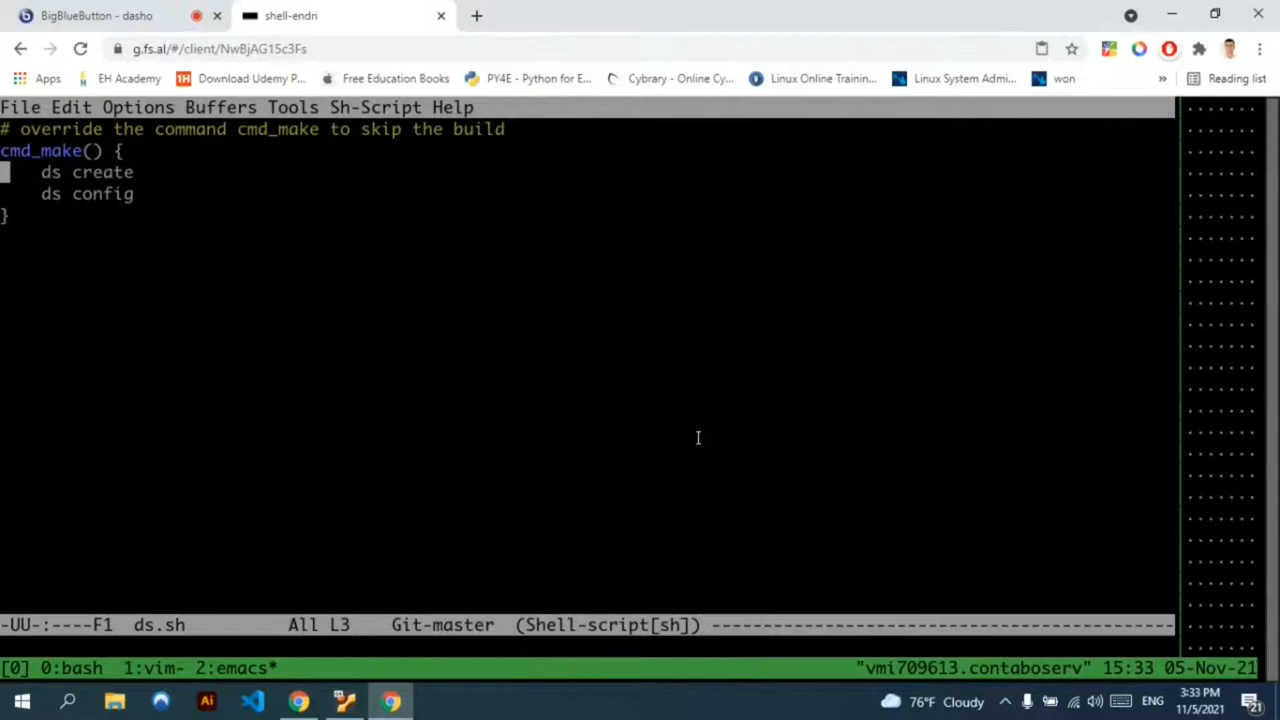 BigBlueButton - dasho
shell-endri
g.fs.al/#/client/NwBjAG15c3Fs
Apps
EH Academy
Download Udemy P...
Free Education Books
PY4E - Python for E...
Cybrary - Online Cy...
Linux Online Trainin...
Linux System Admi...
won
»
Reading list
File Edit Options Buffers Tools Sh-Script Help
# override the command cmd_make to skip the build
cmd_make() {
    ds create
    ds config
}
-UU-:----F1  ds.sh          All L3    Git-master  (Shell-script[sh]) ---------------------------------------------
[0] 0:bash  1:vim- 2:emacs*
"vmi709613.contaboserv" 15:33 05-Nov-21
Ai
76°F Cloudy
ENG
3:33 PM
11/5/2021
21